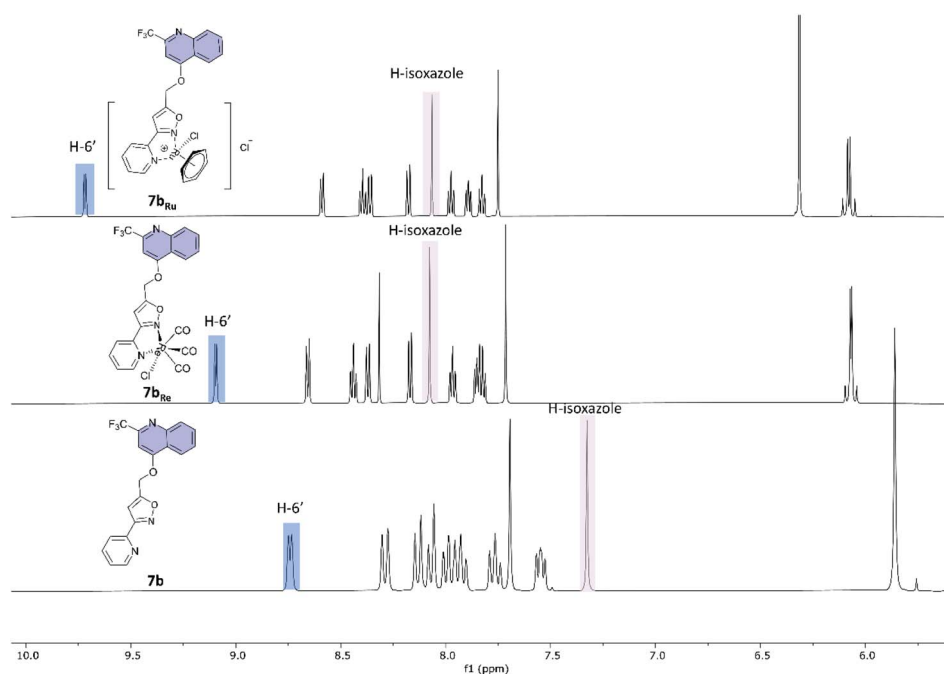 F₃C N
O
H-isoxazole
O
N Cl
H-6'
⊕
N
Cl⁻
7bRu
F₃C N
H-isoxazole
O
O
N CO
H-6'
N CO
Cl CO
7bRe
H-isoxazole
F₃C N
O
H-6'
O
N
N
7b
10.0 9.5 9.0 8.5 8.0 7.5 7.0 6.5 6.0
f1 (ppm)